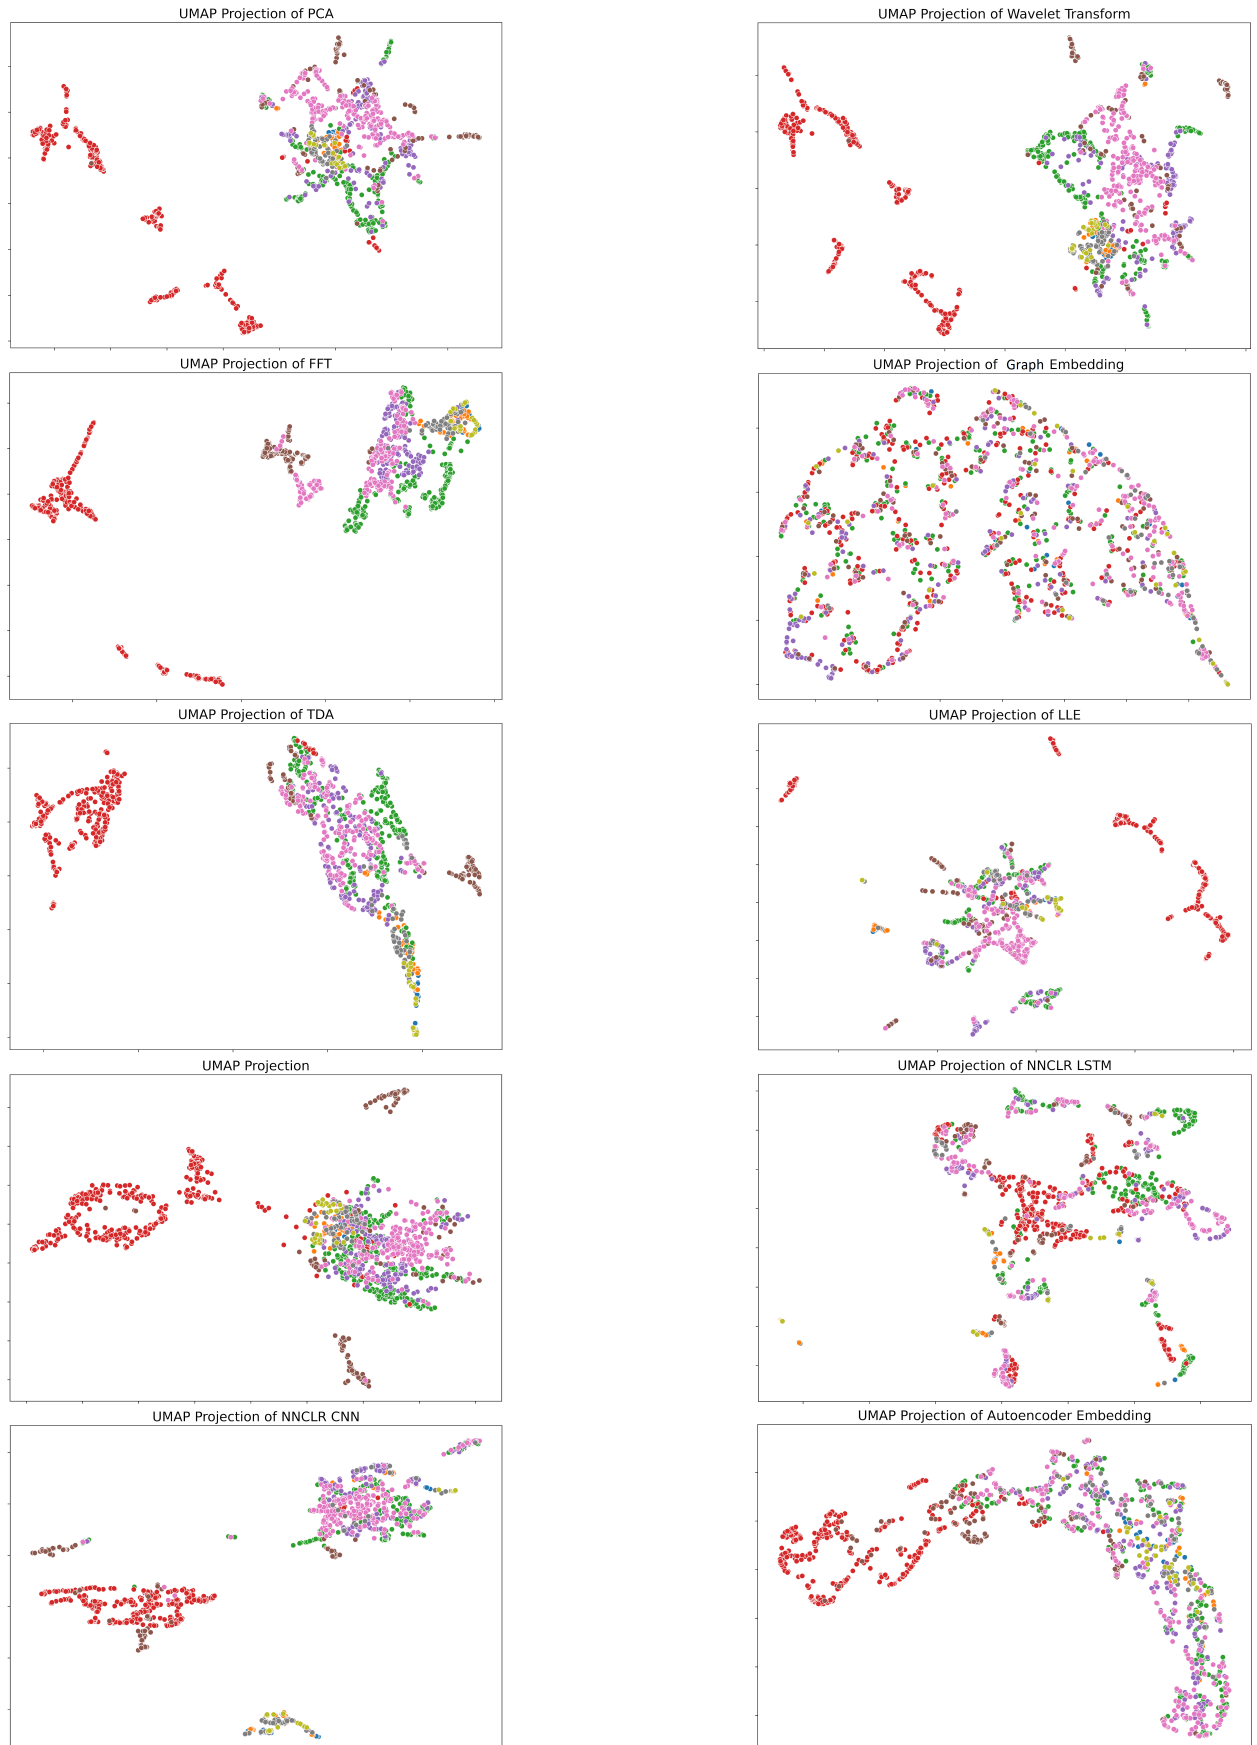 UMAP Projection of PCA
UMAP Projection of Wavelet Transform
UMAP Projection of FFT
UMAP Projection of Graph Embedding
UMAP Projection of TDA
UMAP Projection of LLE
UMAP Projection
UMAP Projection of NNCLR LSTM
UMAP Projection of NNCLR CNN
UMAP Projection of Autoencoder Embedding